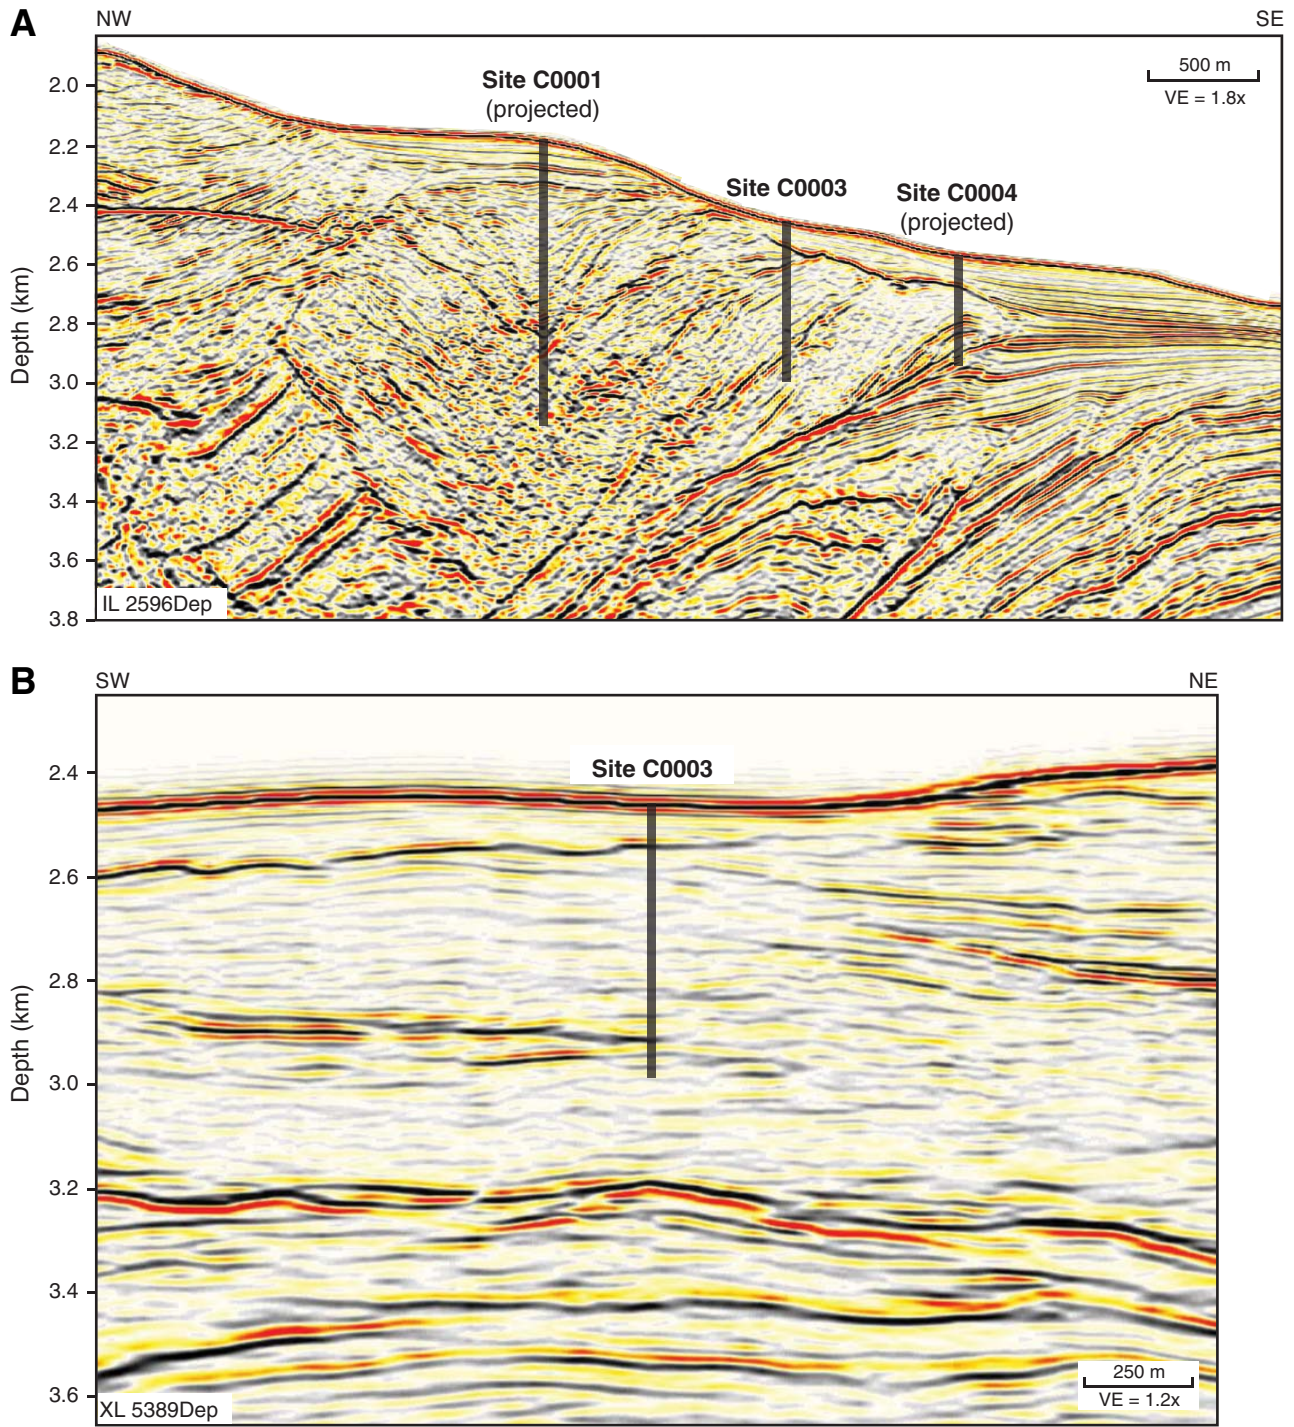 A
NW
SE
Site C0001
(projected)
500 m
VE = 1.8x
Site C0003
Site C0004
(projected)
Depth (km)
2.0
2.2
2.4
2.6
2.8
3.0
3.2
3.4
3.6
3.8
IL 2596Dep
B
SW
NE
Site C0003
Depth (km)
2.4
2.6
2.8
3.0
3.2
3.4
3.6
250 m
VE = 1.2x
XL 5389Dep